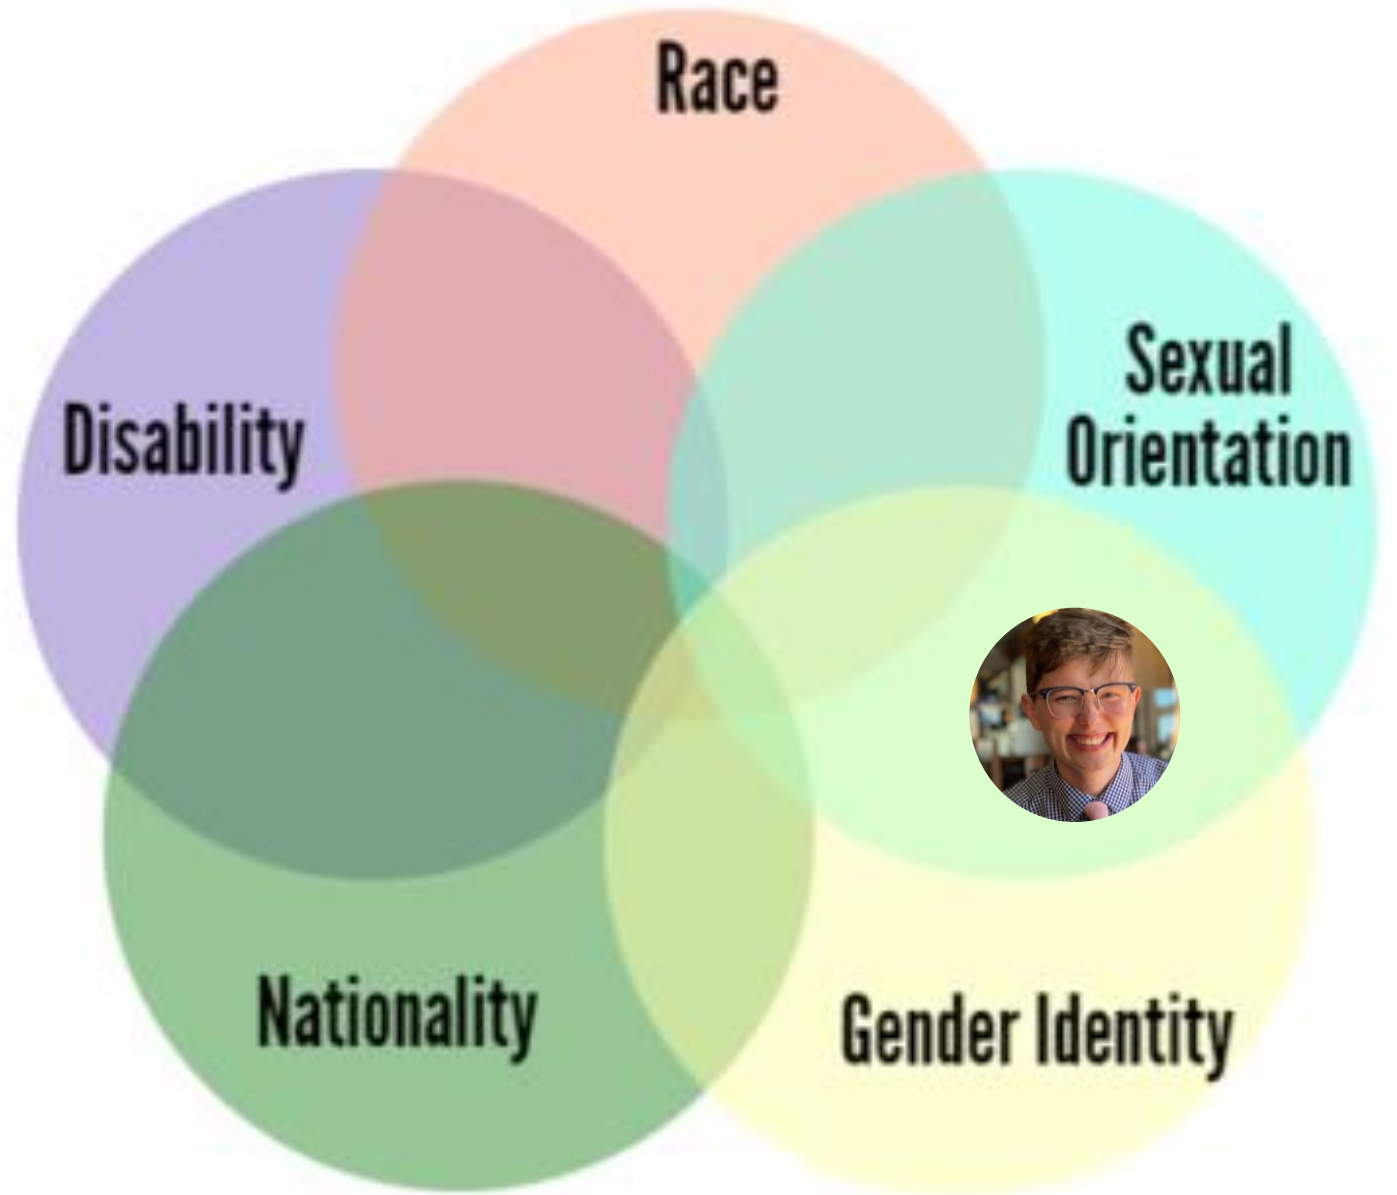 Race
Sexual
Orientation
Disability
Nationality
Gender Identity